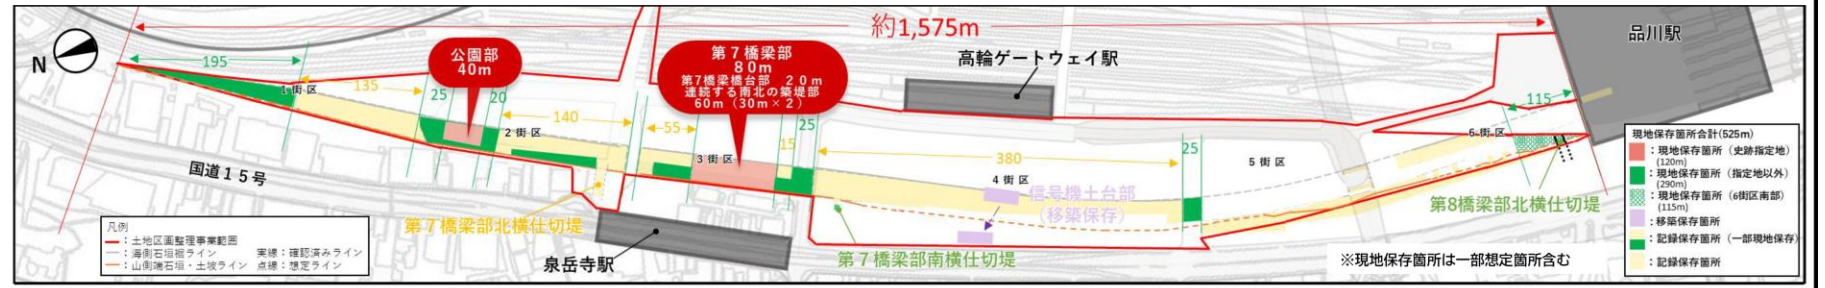 約1,575m
品川駅
N
195
公園部
40m
第７橋梁部
８０m
第7橋梁橋台部　２０ｍ
連続する南北の築堤部
60m（30m×２）
高輪ゲートウェイ駅
1街区
135
25
20
2街区
140
55
3街区
15
25
380
4街区
25
5街区
115
6街区
国道１５号
信号機土台部
（移築保存）
第７橋梁部北横仕切堤
泉岳寺駅
第７橋梁部南横仕切堤
第8橋梁部北横仕切堤
※現地保存箇所は一部想定箇所含む
凡例
：土地区画整理事業範囲
：海側石垣裾ライン　実線：確認済みライン
：山側端石垣・土坡ライン　点線：想定ライン
現地保存箇所合計(525m)
：現地保存箇所（史跡指定地）
(120m)
：現地保存箇所（指定地以外）
(290m)
：現地保存箇所（6街区南部）
(115m)
：移築保存箇所
：記録保存箇所（一部現地保存）
：記録保存箇所